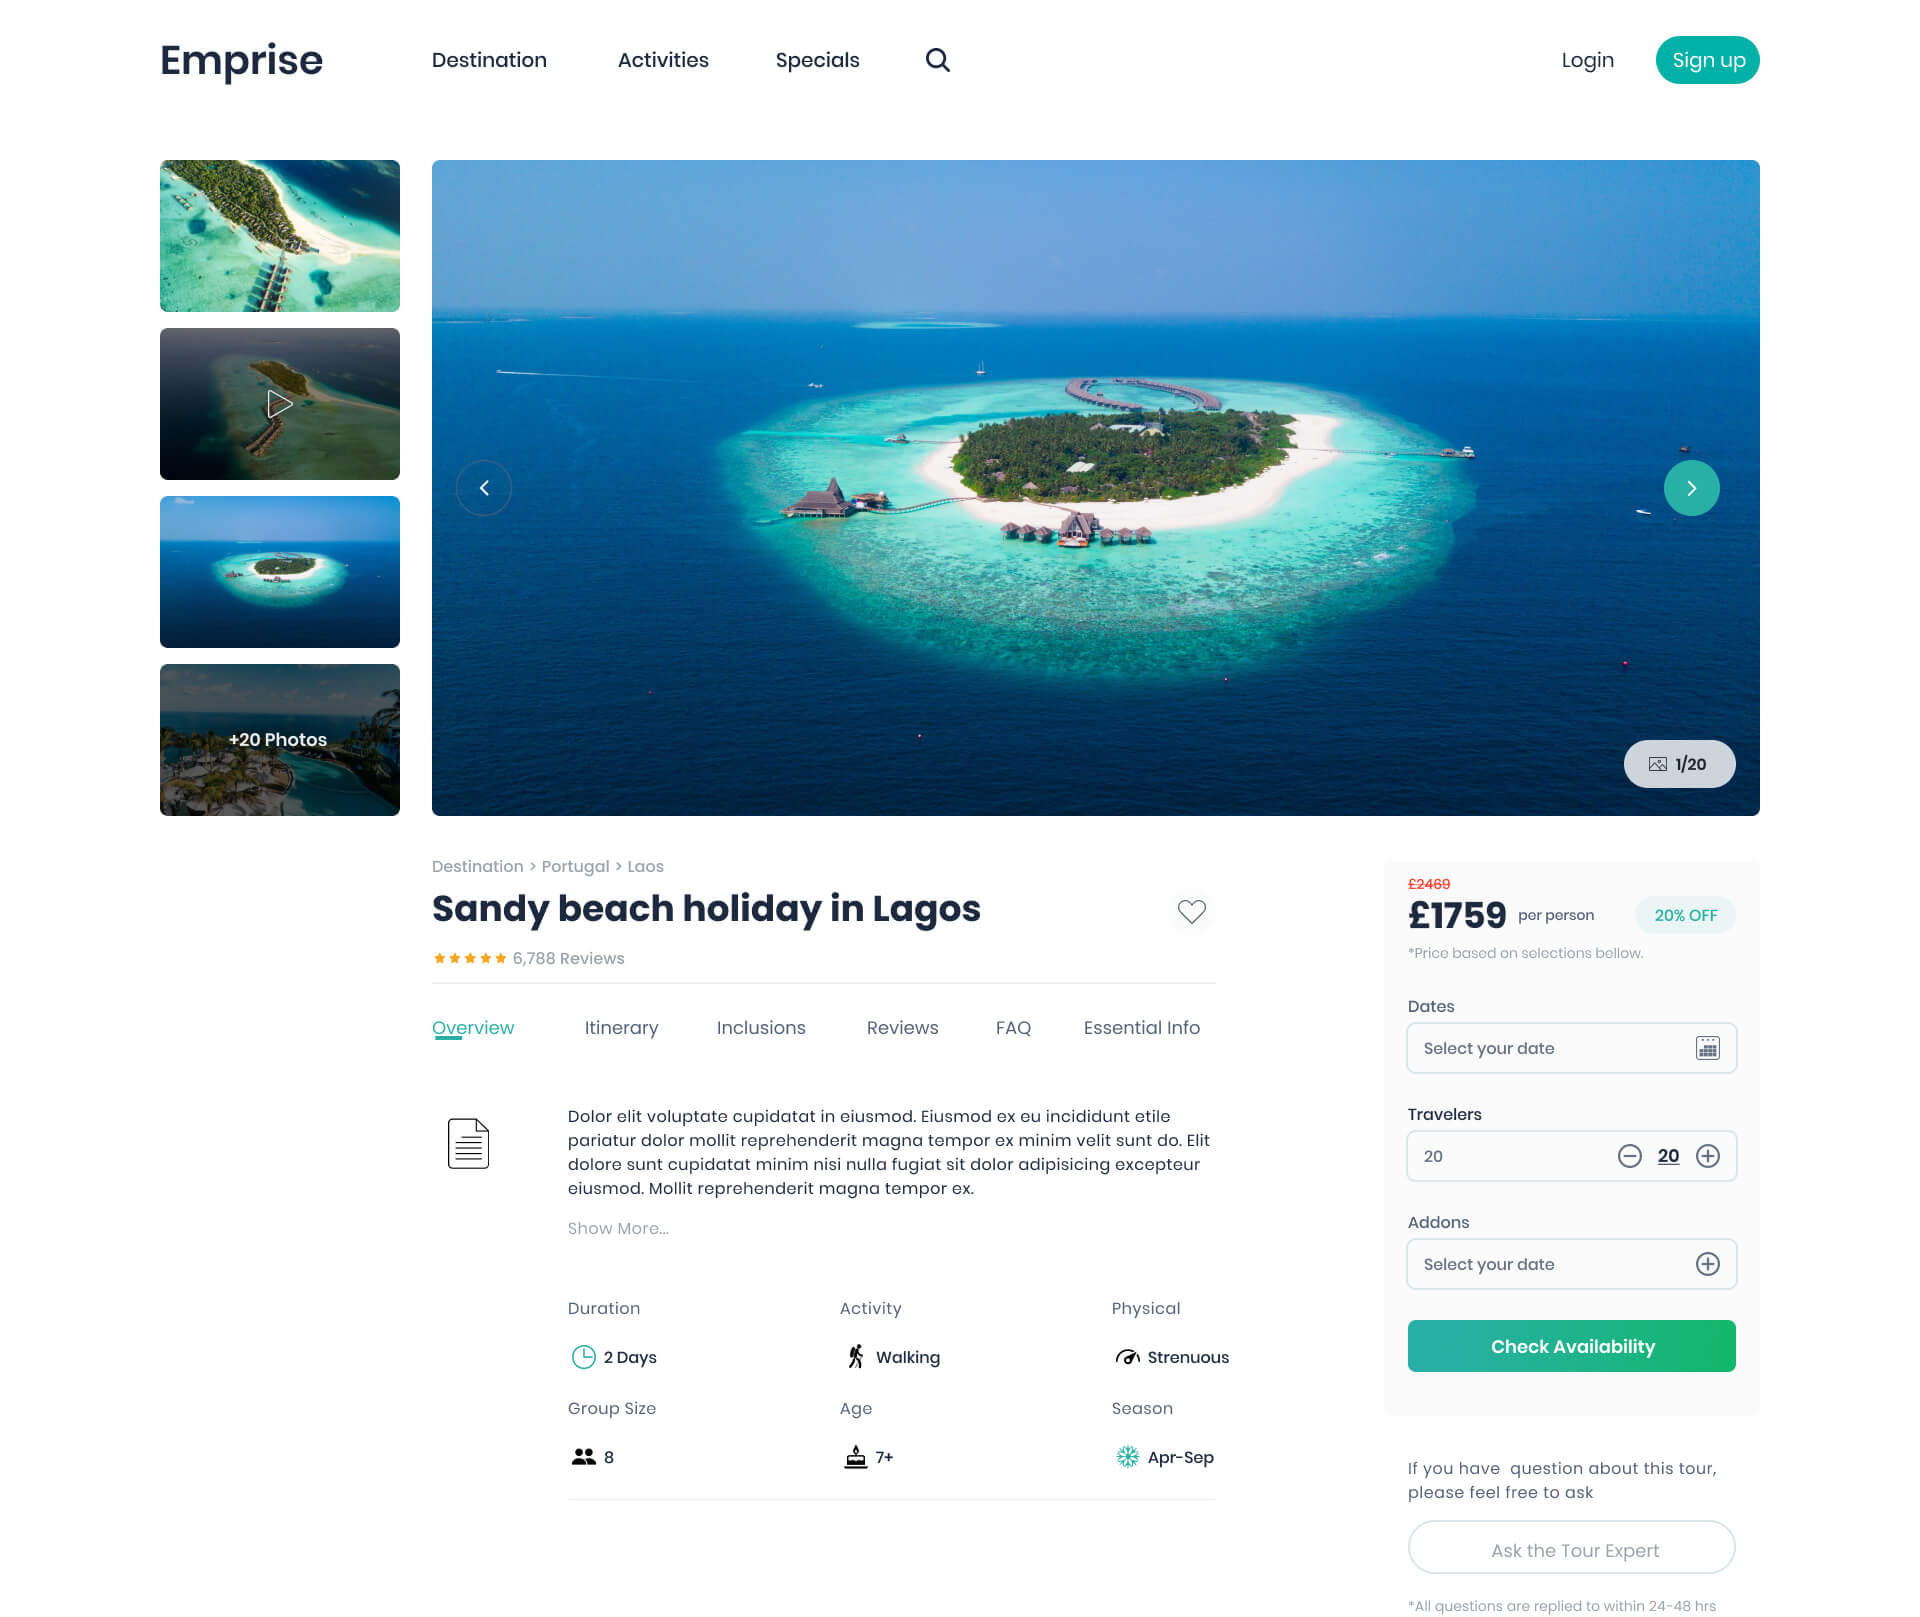 Emprise
Destination
Activities
Specials
Login
Sign up
+20 Photos
1/20
Destination > Portugal > Laos
Sandy beach holiday in Lagos
6,788 Reviews
Overview
Itinerary
Inclusions
Reviews
FAQ
Essential Info
Dolor elit voluptate cupidatat in eiusmod. Eiusmod ex eu incididunt etile
pariatur dolor mollit reprehenderit magna tempor ex minim velit sunt do. Elit
dolore sunt cupidatat minim nisi nulla fugiat sit dolor adipisicing excepteur
eiusmod. Mollit reprehenderit magna tempor ex.
Show More...
Duration
Activity
Physical
2 Days
Walking
Strenuous
Group Size
Age
Season
8
7+
Apr-Sep
£2469
£1759 per person
20% OFF
*Price based on selections bellow.
Dates
Select your date
Travelers
20
20
Addons
Select your date
Check Availability
If you have  question about this tour,
please feel free to ask
Ask the Tour Expert
*All questions are replied to within 24-48 hrs